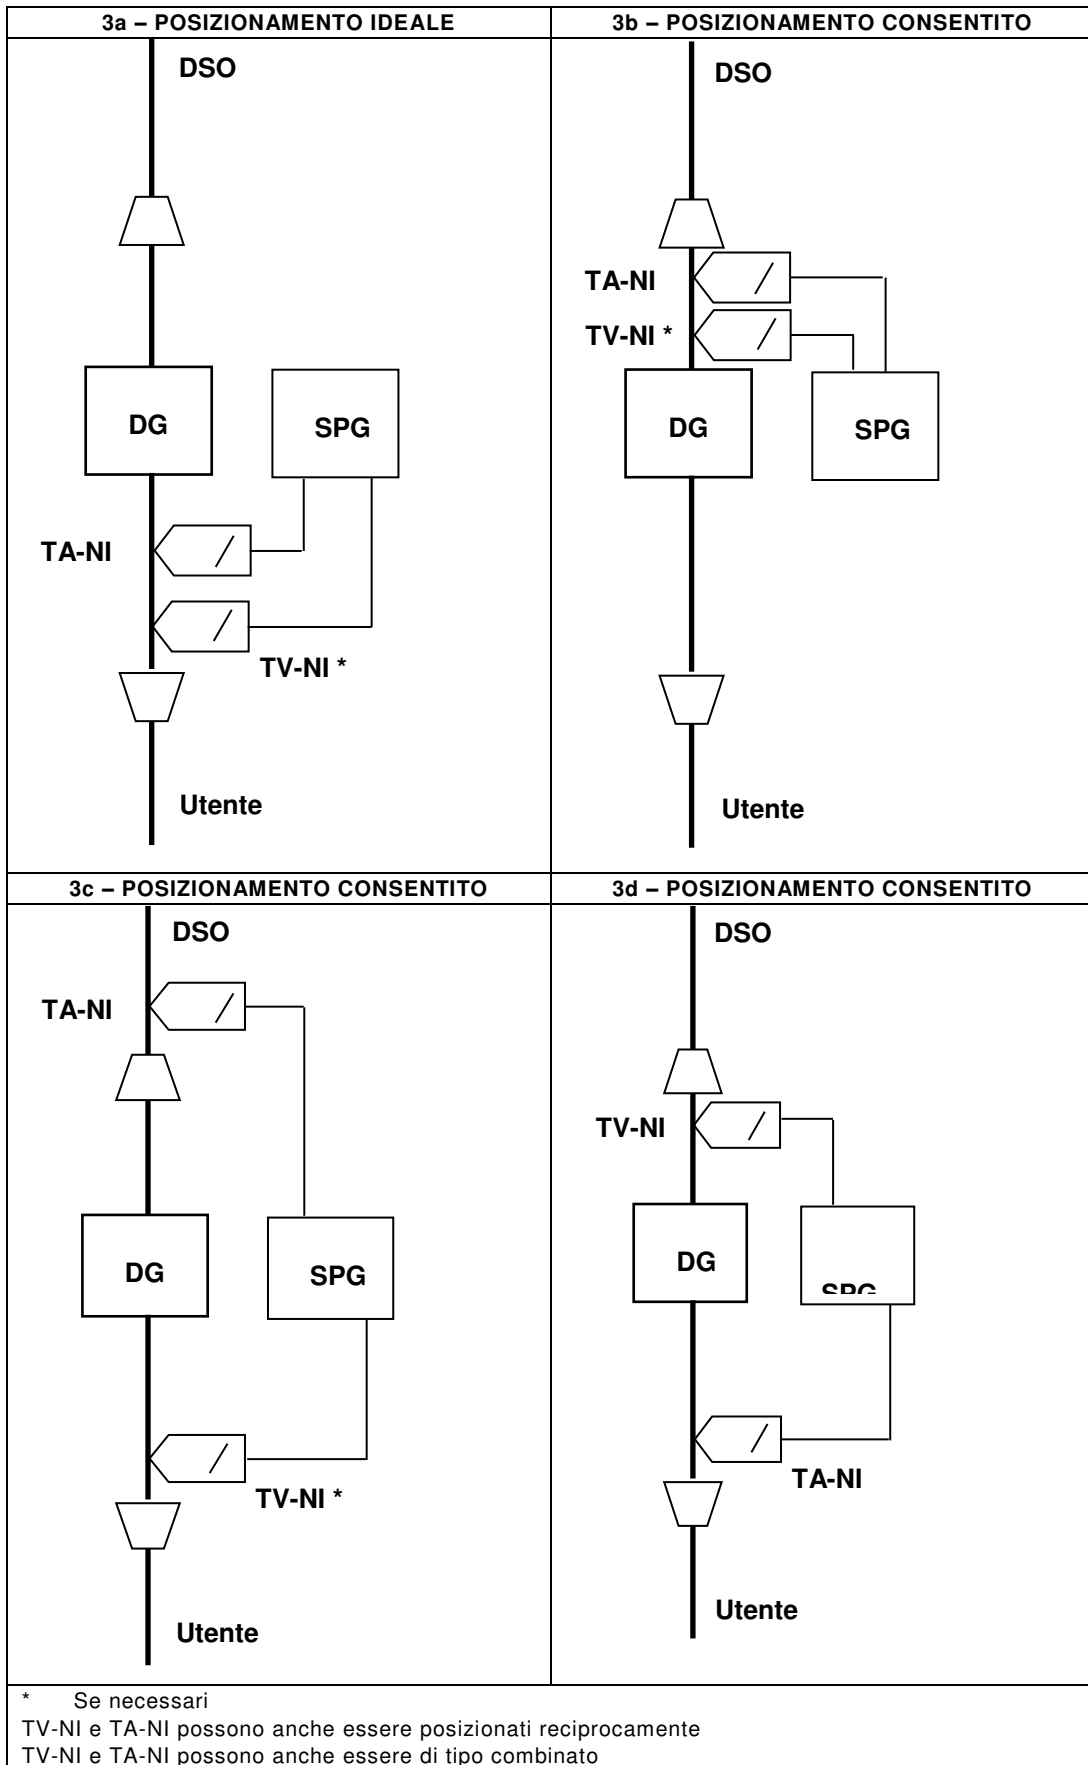 3a – POSIZIONAMENTO IDEALE
DSO
DG
SPG
TA-NI
TV-NI *
Utente
3b – POSIZIONAMENTO CONSENTITO
DSO
TA-NI
TV-NI *
DG
SPG
Utente
3c – POSIZIONAMENTO CONSENTITO
DSO
TA-NI
DG
SPG
TV-NI *
Utente
3d – POSIZIONAMENTO CONSENTITO
DSO
TV-NI
DG
SPG
TA-NI
Utente
* Se necessari
TV-NI e TA-NI possono anche essere posizionati reciprocamente
TV-NI e TA-NI possono anche essere di tipo combinato